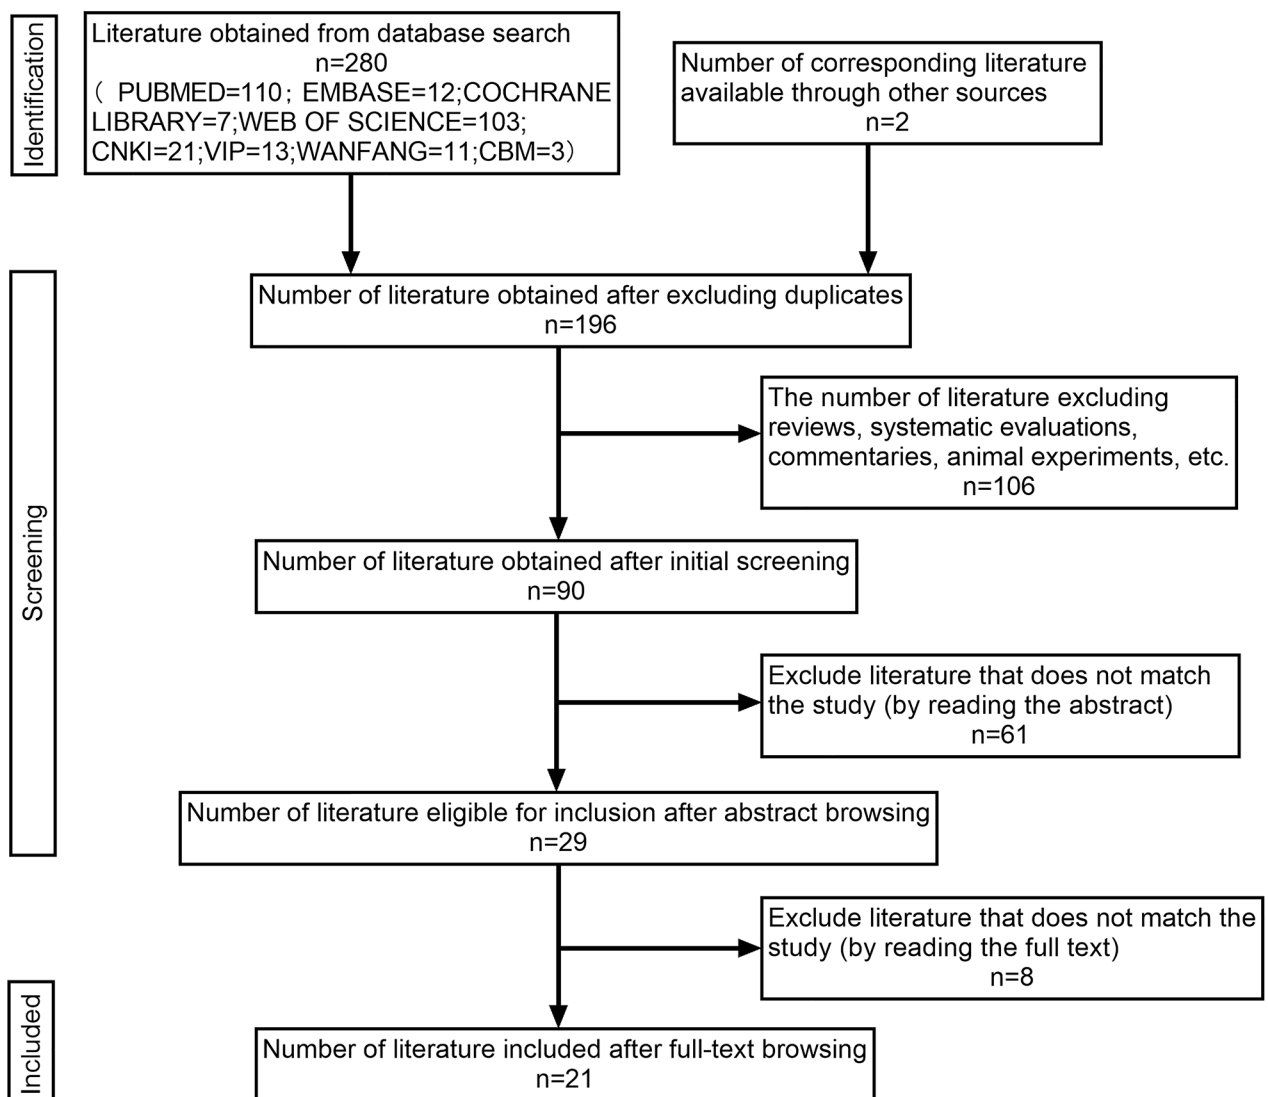 Identification
Literature obtained from database search
n=280
( PUBMED=110; EMBASE=12;COCHRANE
LIBRARY=7;WEB OF SCIENCE=103;
CNKI=21;VIP=13;WANFANG=11;CBM=3)
Number of corresponding literature
available through other sources
n=2
Screening
Number of literature obtained after excluding duplicates
n=196
The number of literature excluding
reviews, systematic evaluations,
commentaries, animal experiments, etc.
n=106
Number of literature obtained after initial screening
n=90
Exclude literature that does not match
the study (by reading the abstract)
n=61
Number of literature eligible for inclusion after abstract browsing
n=29
Exclude literature that does not match the
study (by reading the full text)
n=8
Included
Number of literature included after full-text browsing
n=21